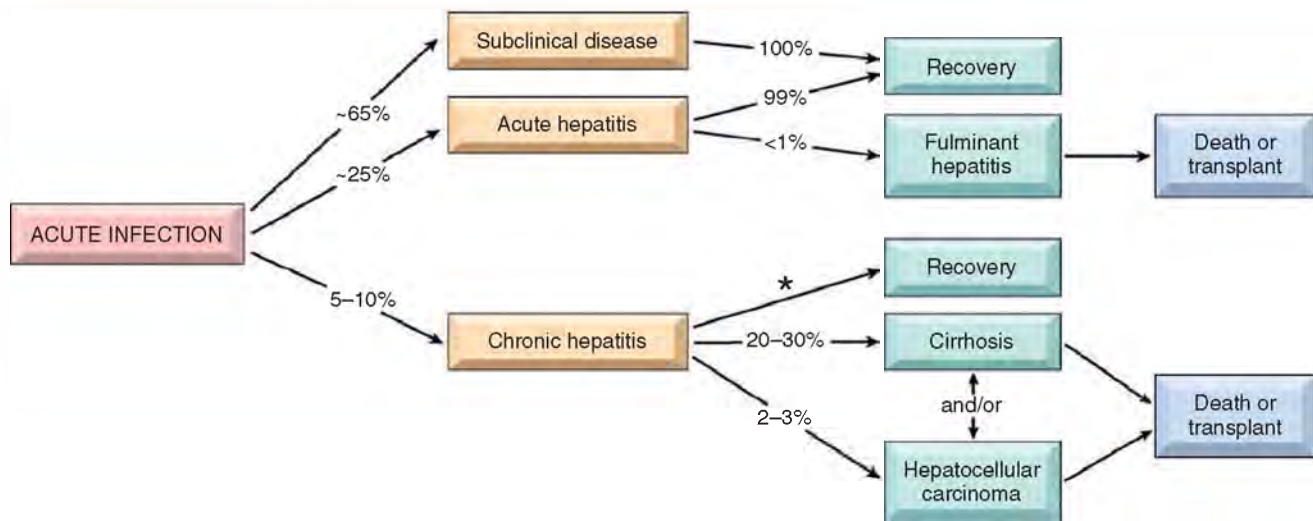 Subclinical disease
100%
Recovery
~65%
99%
Acute hepatitis
<1%
Fulminant
hepatitis
Death or
transplant
~25%
ACUTE INFECTION
5–10%
*
Recovery
Chronic hepatitis
20–30%
Cirrhosis
and/or
2–3%
Death or
transplant
Hepatocellular
carcinoma